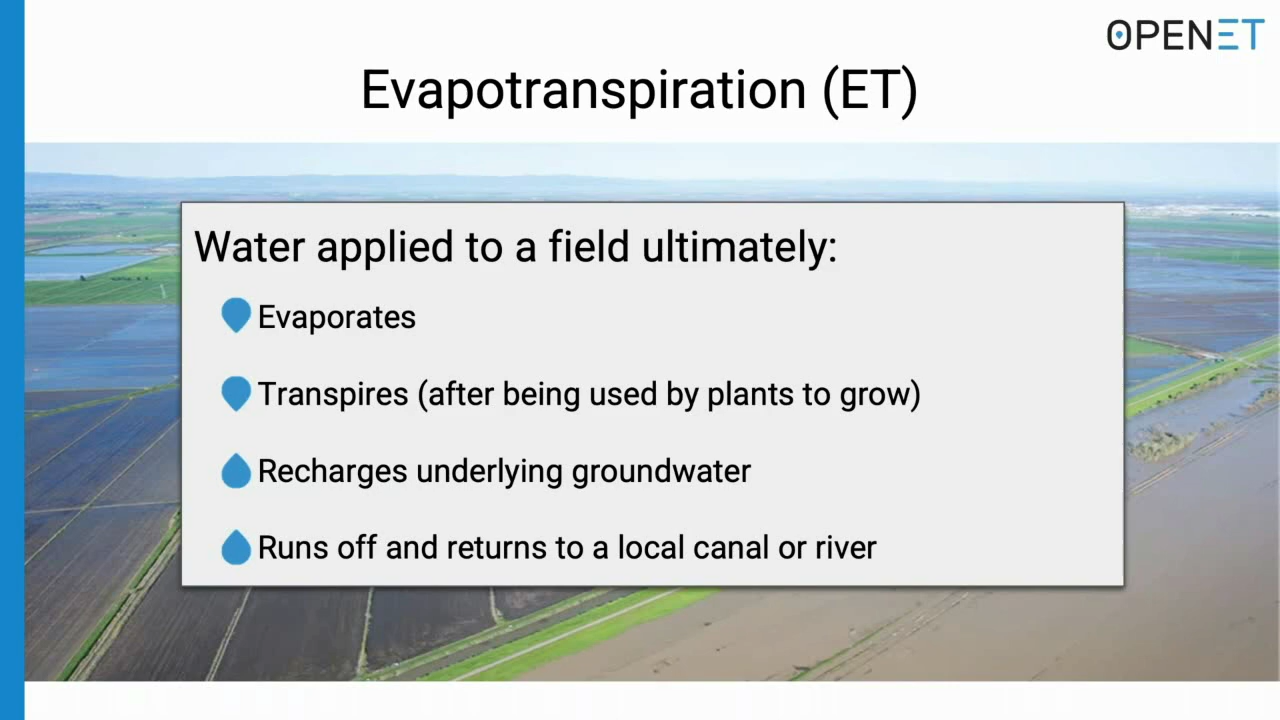 OPENET
Evapotranspiration (ET)
Water applied to a field ultimately:
Evaporates
Transpires (after being used by plants to grow)
Recharges underlying groundwater
Runs off and returns to a local canal or river